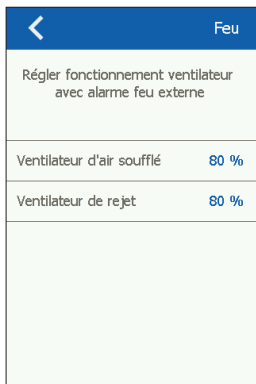 Feu
Régler fonctionnement ventilateur
avec alarme feu externe
Ventilateur d'air soufflé 80 %
Ventilateur de rejet 80 %